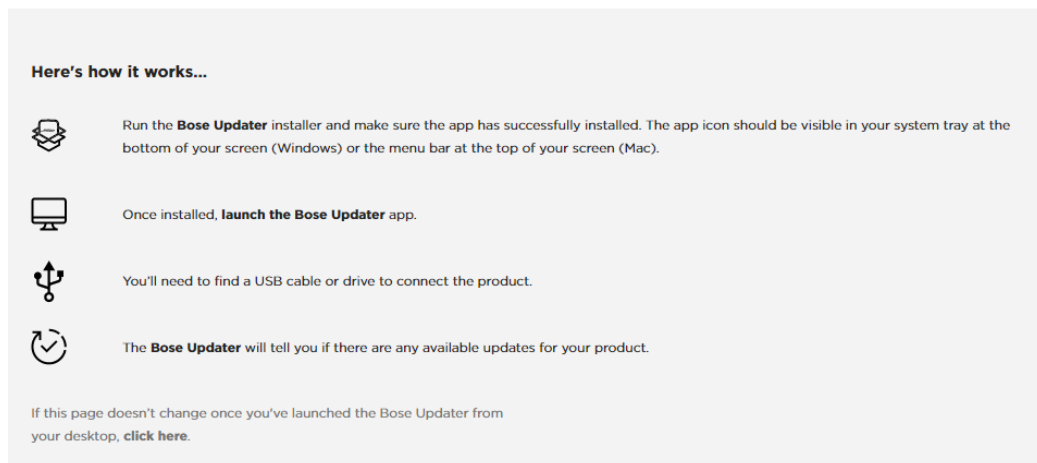 Here's how it works...
Run the Bose Updater installer and make sure the app has successfully installed. The app icon should be visible in your system tray at the
bottom of your screen (Windows) or the menu bar at the top of your screen (Mac).
Once installed, launch the Bose Updater app.
You'll need to find a USB cable or drive to connect the product.
The Bose Updater will tell you if there are any available updates for your product.
If this page doesn't change once you've launched the Bose Updater from
your desktop, click here.